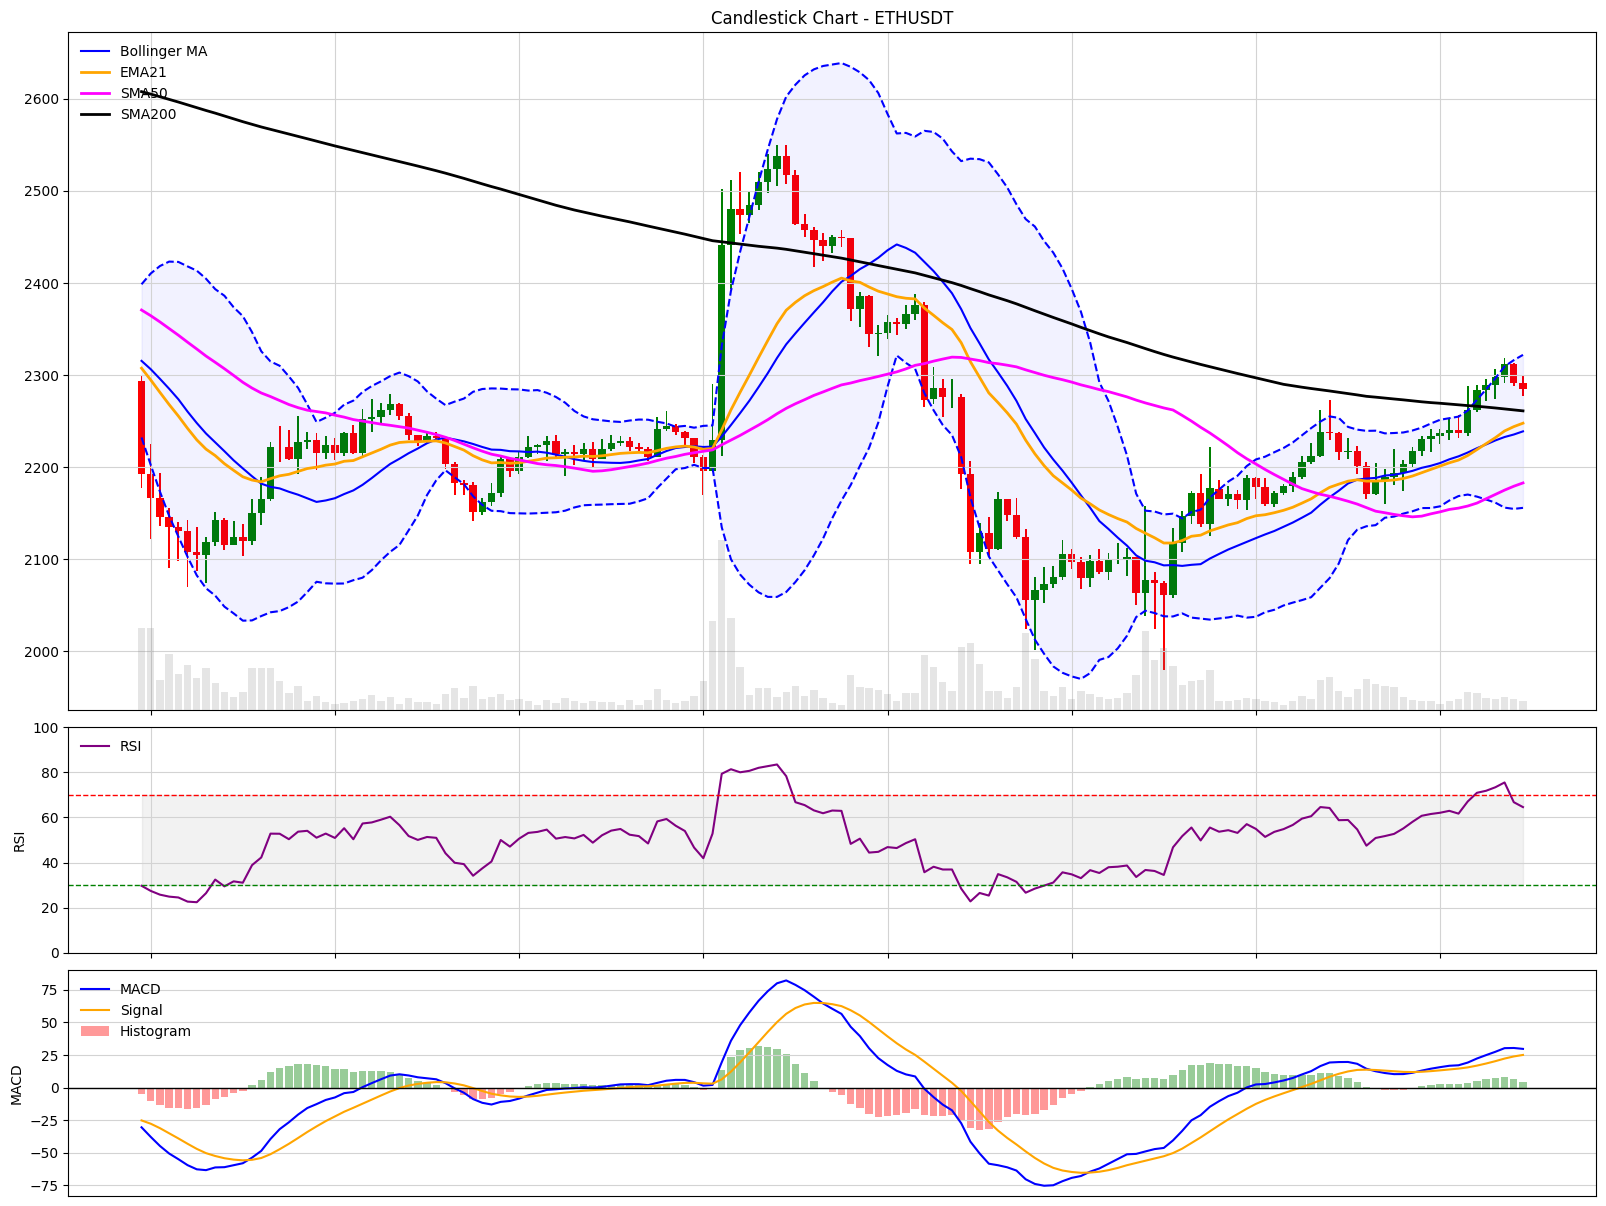 Candlestick Chart - ETHUSDT
Bollinger MA
EMA21
SMA50
SMA200
2600
2500
2400
2300
2200
2100
2000
RSI
RSI
100
80
60
40
20
0
MACD
MACD
Signal
Histogram
75
50
25
0
−25
−50
−75